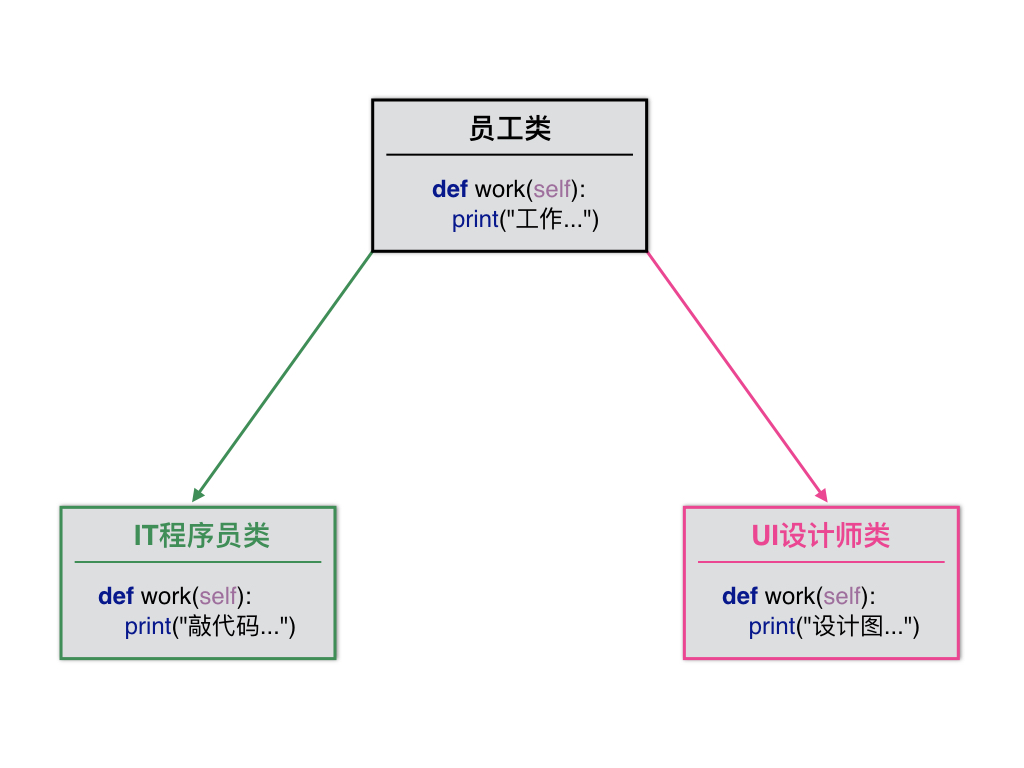 员工类
def work(self):
print("工作...")
IT程序员类
def work(self):
print("敲代码...")
UI设计师类
def work(self):
print("设计图...")